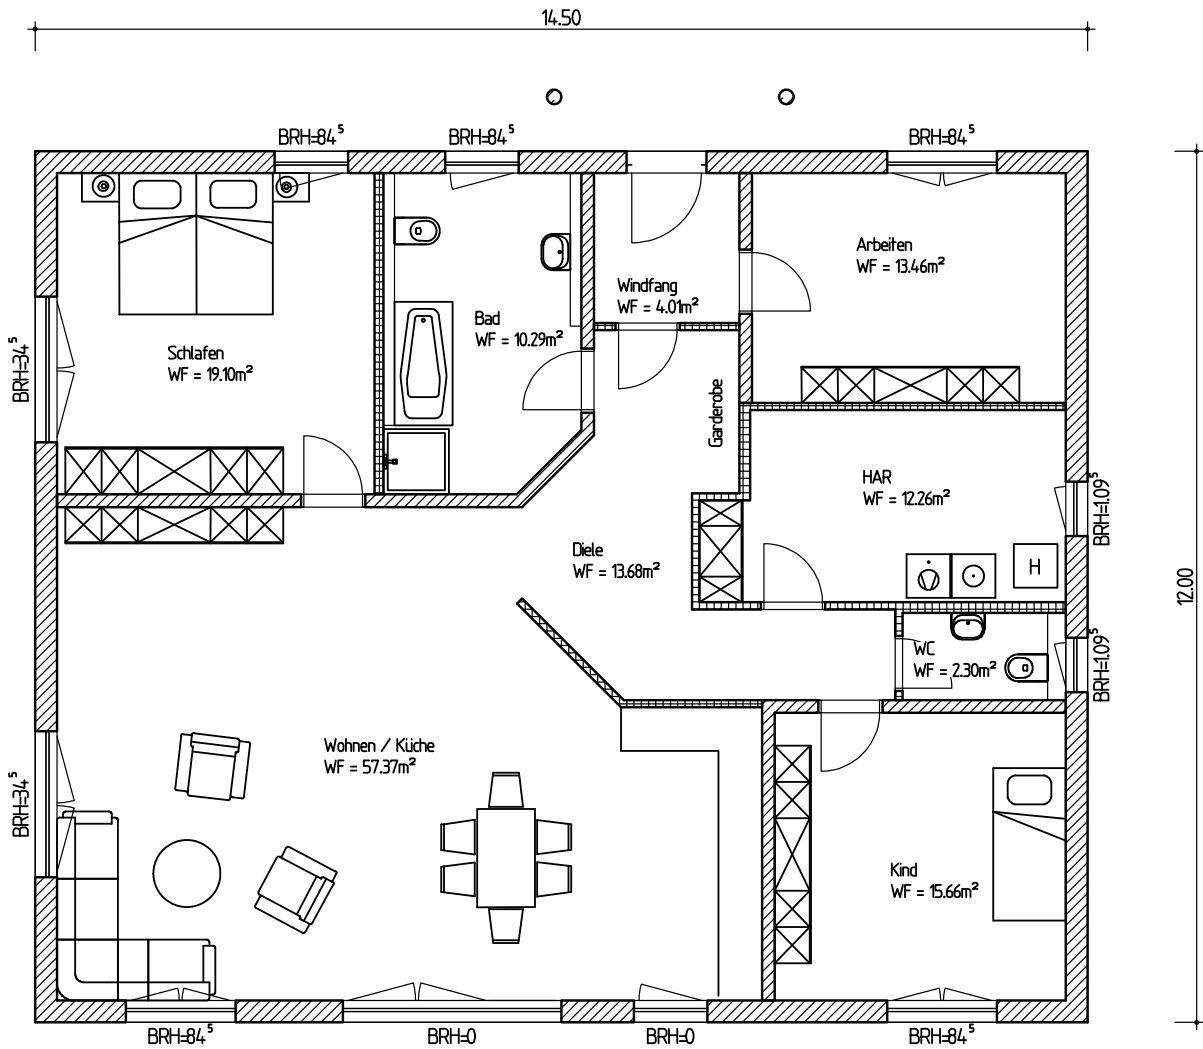 14.50
BRH=84⁵
BRH=84⁵
BRH=84⁵
Arbeiten
WF = 13.46m²
Windfang
WF = 4.01m²
Bad
WF = 10.29m²
Schlafen
WF = 19.10m²
BRH=34⁵
Garderobe
HAR
WF = 12.26m²
BRH=1.09⁵
Diele
WF = 13.68m²
H
12.00
WC
WF = 2.30m²
BRH=1.09⁵
Wohnen / Küche
WF = 57.37m²
BRH=34⁵
Kind
WF = 15.66m²
BRH=84⁵
BRH=0
BRH=0
BRH=84⁵